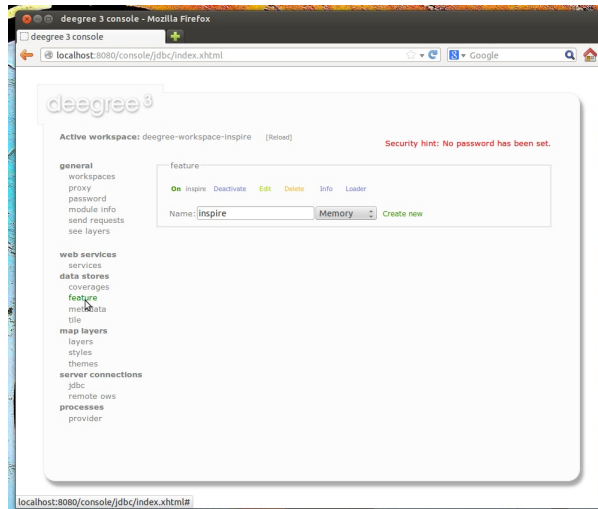 deegree 3 console - Mozilla Firefox
deegree 3 console
localhost:8080/console/jdbc/index.xhtml
Google
deegree 3
Active workspace: deegree-workspace-inspire [Reload]
Security hint: No password has been set.
general
workspaces
proxy
password
module info
send requests
see layers
web services
services
data stores
coverages
feature
metadata
tile
map layers
layers
styles
themes
server connections
jdbc
remote ows
processes
provider
feature
On inspire Deactivate Edit Delete Info Loader
Name: inspire Memory Create new
localhost:8080/console/jdbc/index.xhtml#